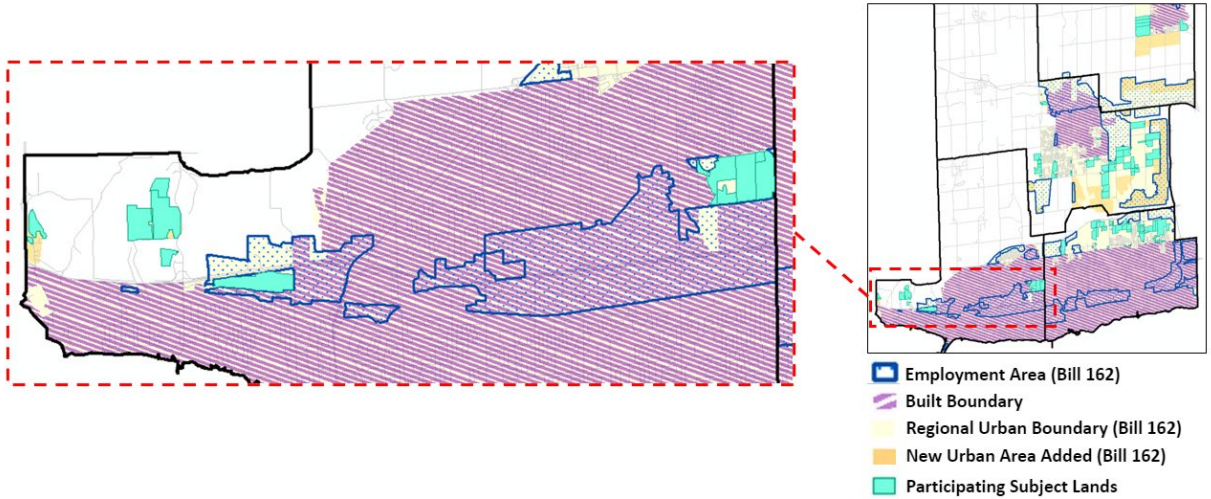 Employment Area (Bill 162)
Built Boundary
Regional Urban Boundary (Bill 162)
New Urban Area Added (Bill 162)
Participating Subject Lands